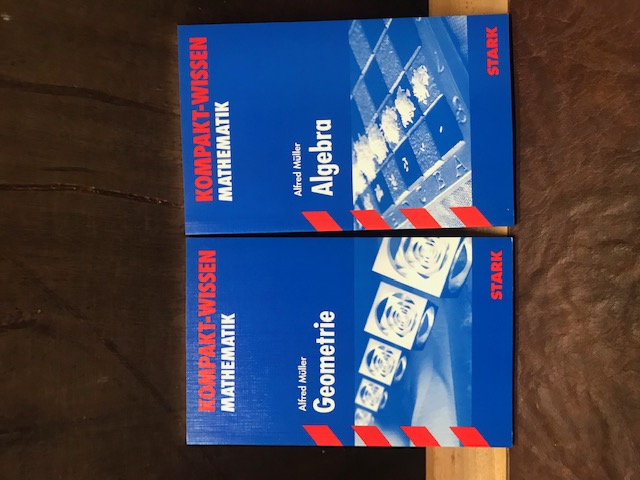 KOMPAKT-WISSEN
MATHEMATIK
Alfred Müller
Geometrie
STARK
KOMPAKT-WISSEN
MATHEMATIK
Alfred Müller
Algebra
STARK